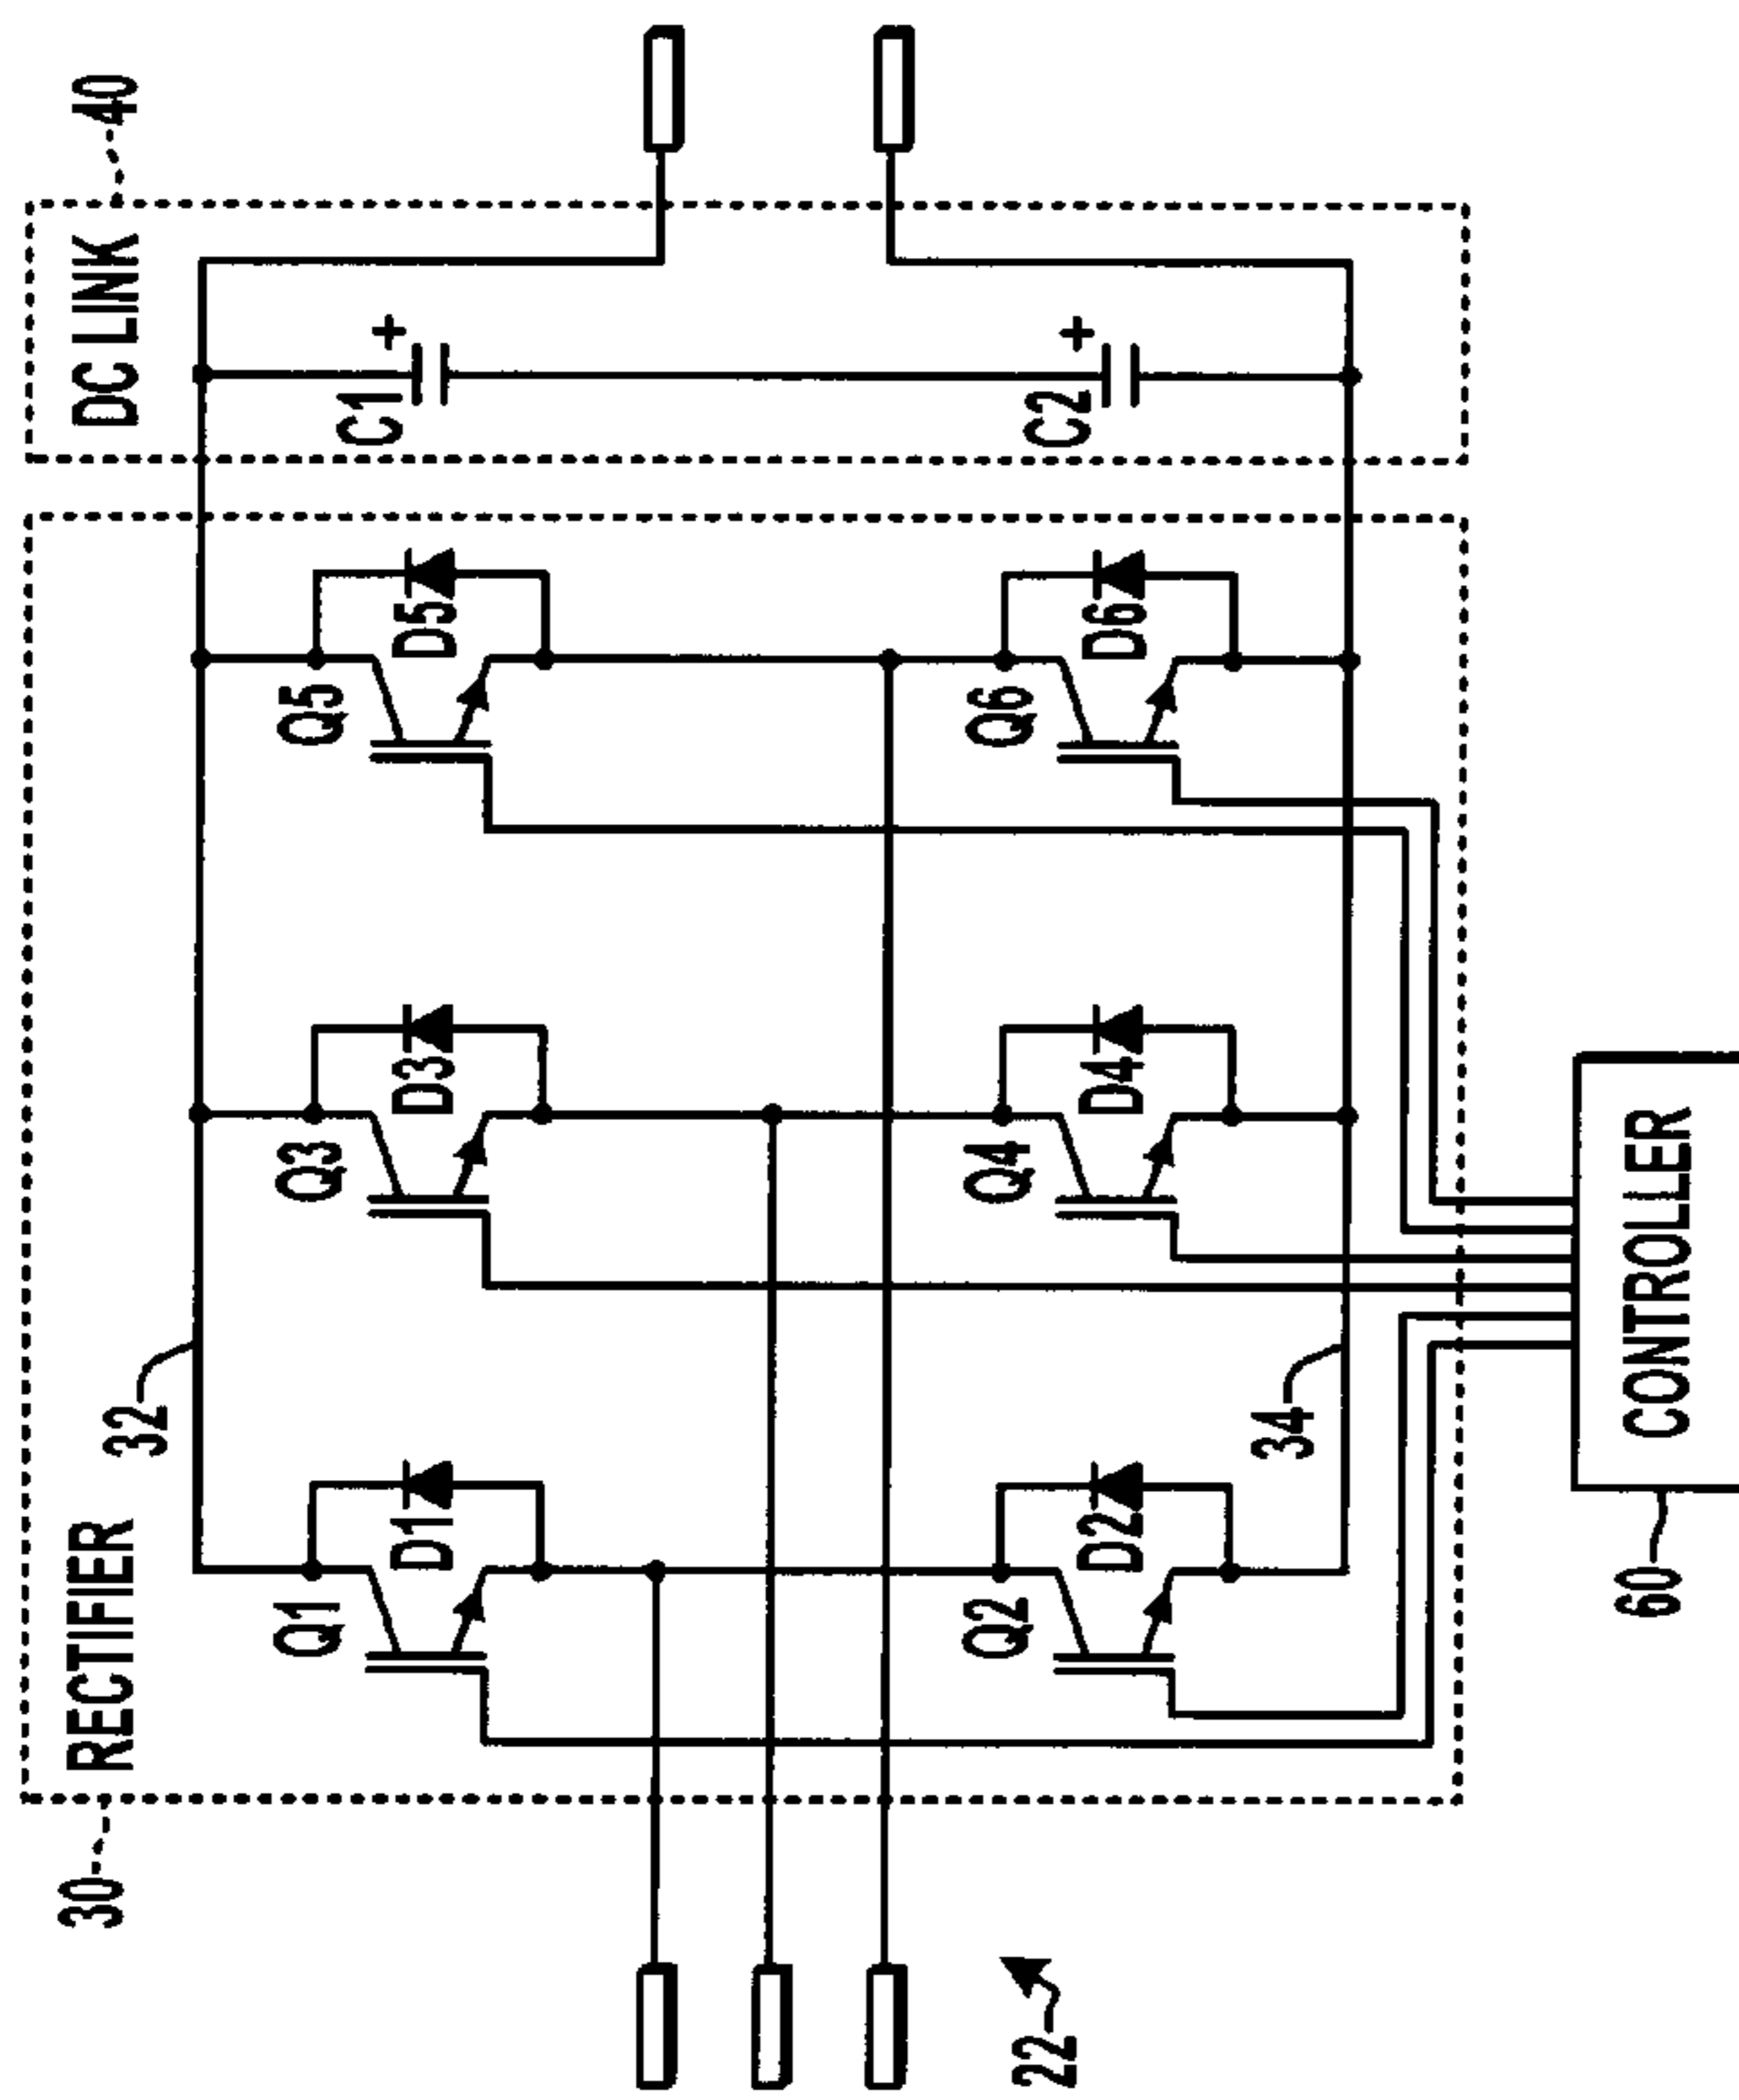 30
RECTIFIER
32
DC LINK
40
Q1
D1
Q3
D3
Q5
D5
C1
+
Q2
D2
Q4
D4
Q6
D6
C2
+
34
22
60
CONTROLLER